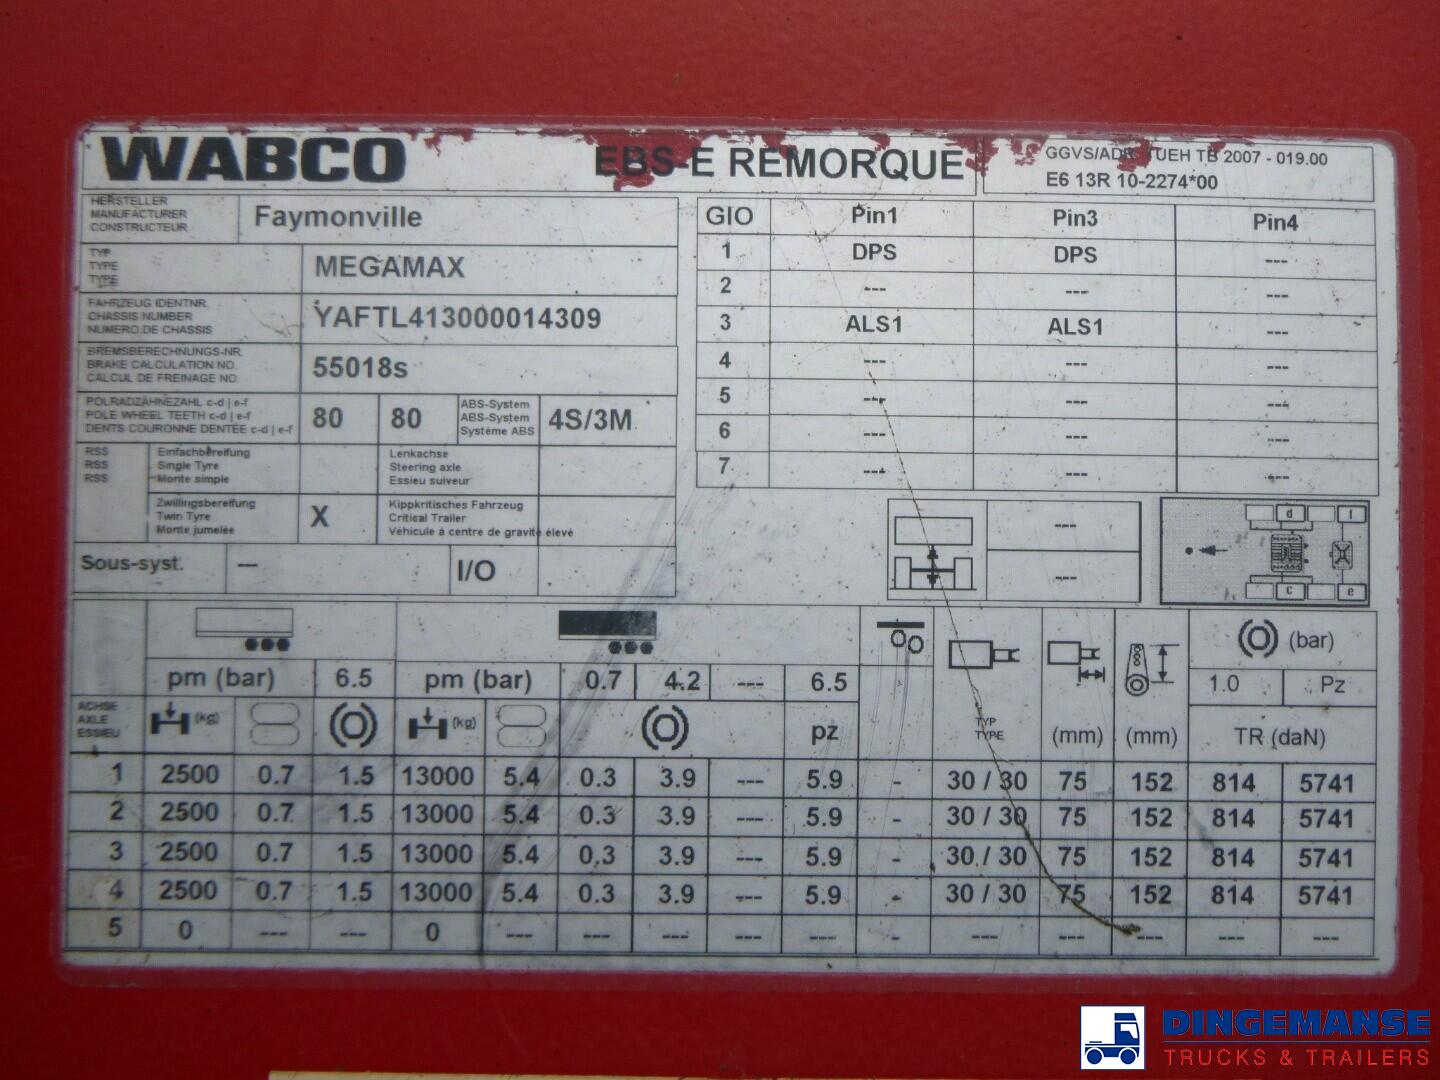 WABCO
EBS-E REMORQUE
GGVS/ADR TUEH TB 2007 - 019.00
E6 13R 10-2274*00
HERSTELLER
MANUFACTURER
CONSTRUCTEUR
Faymonville
TYP
TYPE
TYPE
MEGAMAX
FAHRZEUG IDENTNR.
CHASSIS NUMBER
NUMERO DE CHASSIS
YAFTL413000014309
BREMSBERECHNUNGS-NR.
BRAKE CALCULATION NO.
CALCUL DE FREINAGE NO.
55018s
POLRADZÄHNEZAHL c-d | e-f
POLE WHEEL TEETH c-d | e-f
DENTS COURONNE DENTÉE c-d | e-f
80 80
ABS-System
ABS-System
Système ABS
4S/3M
RSS
RSS
RSS
Einfachbereifung
Single Tyre
Monte simple
Lenkachse
Steering axle
Essieu suiveur
Zwillingsbereifung
Twin Tyre
Monte jumelée
X
Kippkritisches Fahrzeug
Critical Trailer
Véhicule à centre de gravité élevé
Sous-syst. --- I/O
GIO Pin1 Pin3 Pin4
1 DPS DPS ---
2 --- --- ---
3 ALS1 ALS1 ---
4 --- --- ---
5 --- --- ---
6 --- --- ---
7 --- --- ---
---
---
d f
c e
pm (bar) 6.5 pm (bar) 0.7 4.2 --- 6.5
(bar)
1.0 Pz
ACHSE
AXLE
ESSIEU
(kg) (kg) pz
TYP
TYPE
(mm) (mm) TR (daN)
1 2500 0.7 1.5 13000 5.4 0.3 3.9 --- 5.9 - 30 / 30 75 152 814 5741
2 2500 0.7 1.5 13000 5.4 0.3 3.9 --- 5.9 - 30 / 30 75 152 814 5741
3 2500 0.7 1.5 13000 5.4 0.3 3.9 --- 5.9 - 30 / 30 75 152 814 5741
4 2500 0.7 1.5 13000 5.4 0.3 3.9 --- 5.9 - 30 / 30 75 152 814 5741
5 0 --- --- 0 --- --- --- --- --- - --- --- --- --- ---
DINGEMANSE
TRUCKS & TRAILERS